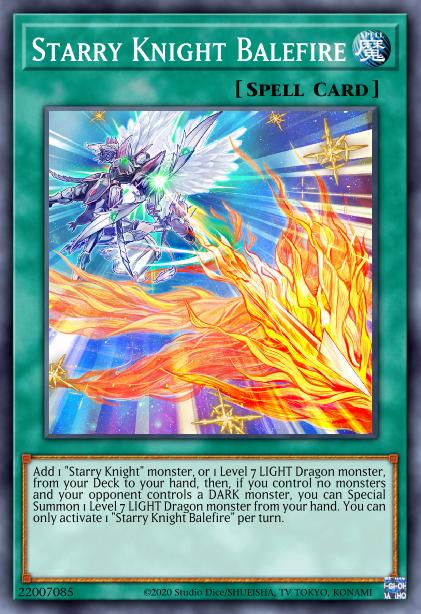 Starry Knight Balefire
SPELL
魔
[ Spell Card ]
Add 1 "Starry Knight" monster, or 1 Level 7 LIGHT Dragon monster,
from your Deck to your hand, then, if you control no monsters
and your opponent controls a DARK monster, you can Special
Summon 1 Level 7 LIGHT Dragon monster from your hand. You can
only activate 1 "Starry Knight Balefire" per turn.
22007085
©2020 Studio Dice/SHUEISHA, TV TOKYO, KONAMI